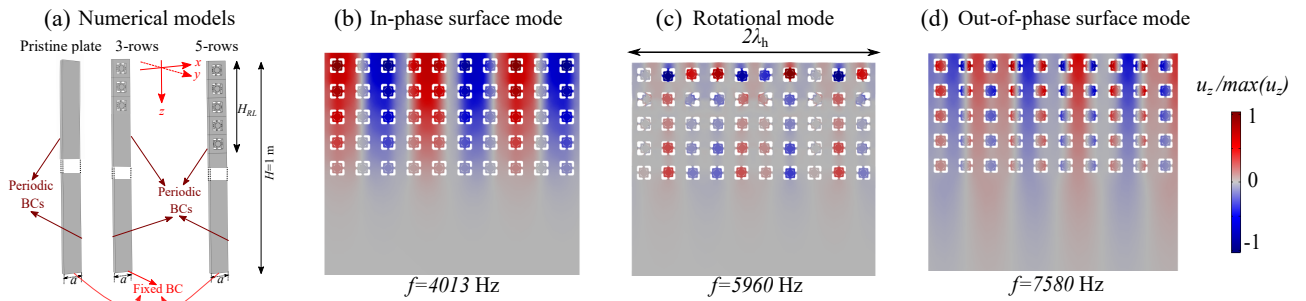 (a) Numerical models
Pristine plate
3-rows
5-rows
x
y
z
H_RL
H=1 m
Periodic
BCs
Periodic
BCs
a
a
a
Fixed BC
(b) In-phase surface mode
f=4013 Hz
(c) Rotational mode
2λ_h
f=5960 Hz
(d) Out-of-phase surface mode
f=7580 Hz
u_z/max(u_z)
1
0
-1